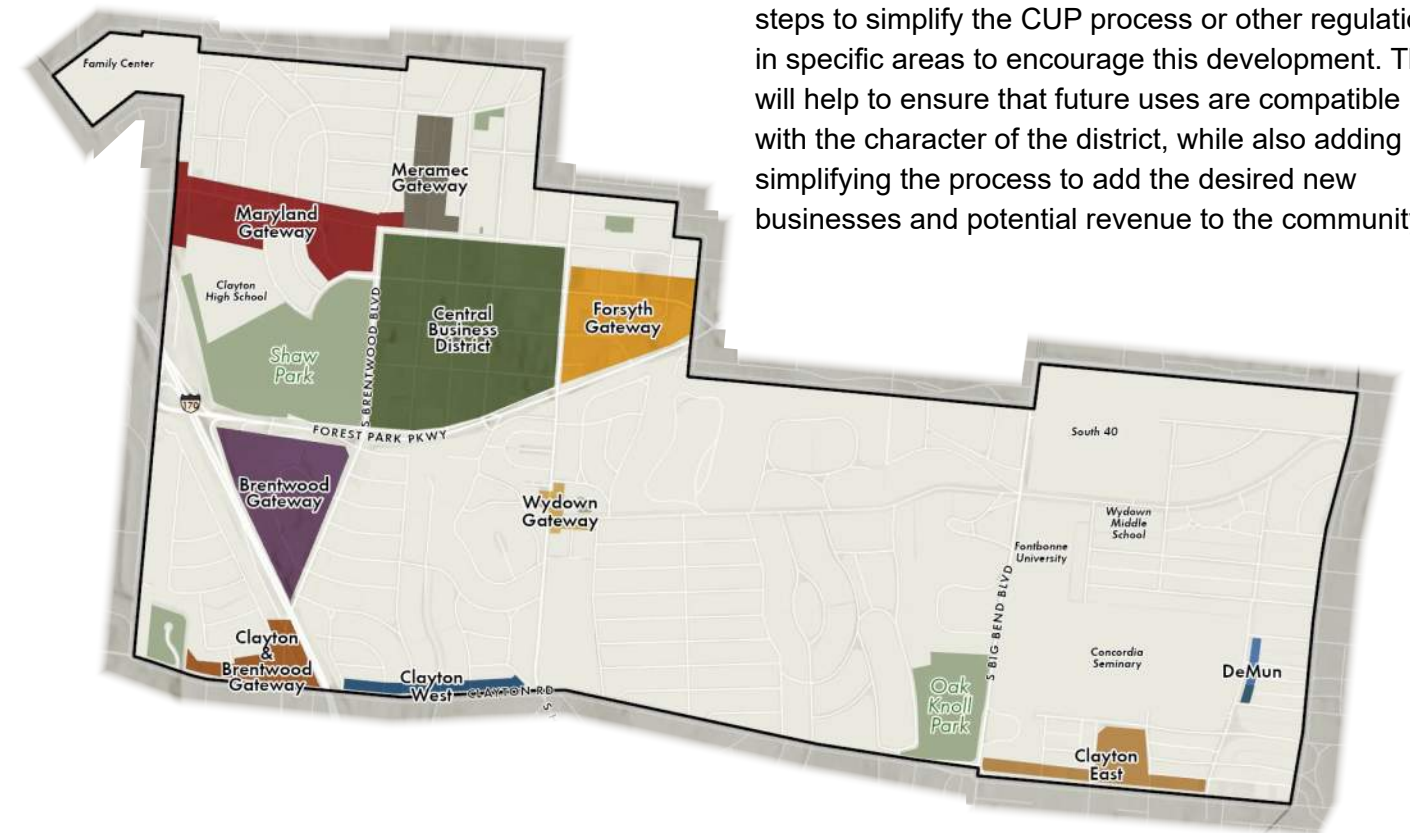 steps to simplify the CUP process or other
in specific areas to encourage this development.
will help to ensure that future uses are compatible
with the character of the district, while also adding
simplifying the process to add the desired new
businesses and potential revenue to the
Family Center
Meramec
Gateway
Maryland
Gateway
Clayton
High School
Shaw
Park
S BRENTWOOD BLVD
Central
Business
District
Forsyth
Gateway
170
FOREST PARK PKWY
Brentwood
Gateway
Wydown
Gateway
South 40
Wydown
Middle
School
Fontbonne
University
S BIG BEND BLVD
Concordia
Seminary
DeMun
Clayton
&
Brentwood
Gateway
Clayton
West
CLAYTON RD
S
Oak
Knoll
Park
Clayton
East